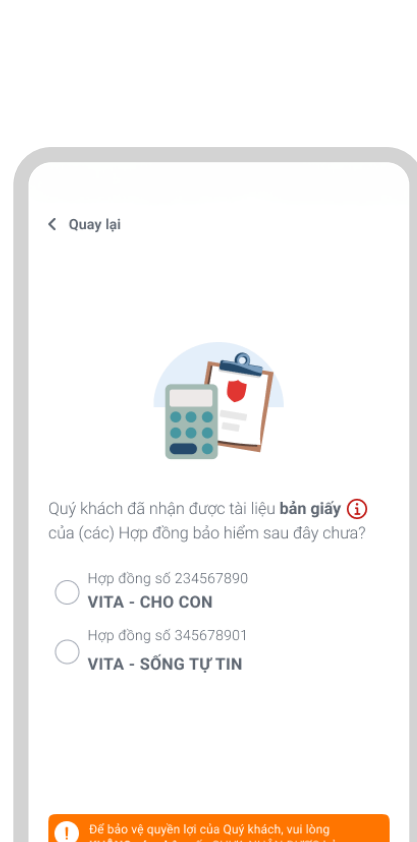 Quay lại
Quý khách đã nhận được tài liệu bản giấy
của (các) Hợp đồng bảo hiểm sau đây chưa?
Hợp đồng số 234567890
VITA - CHO CON
Hợp đồng số 345678901
VITA - SỐNG TỰ TIN
Để bảo vệ quyền lợi của Quý khách, vui lòng